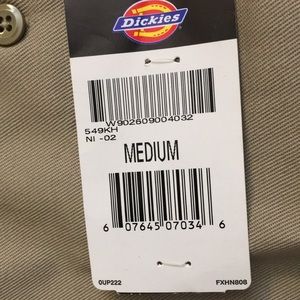 Dickies
W902609004032
549KH
NI -02
MEDIUM
6 07645 07034 6
0UP222 FXHN808